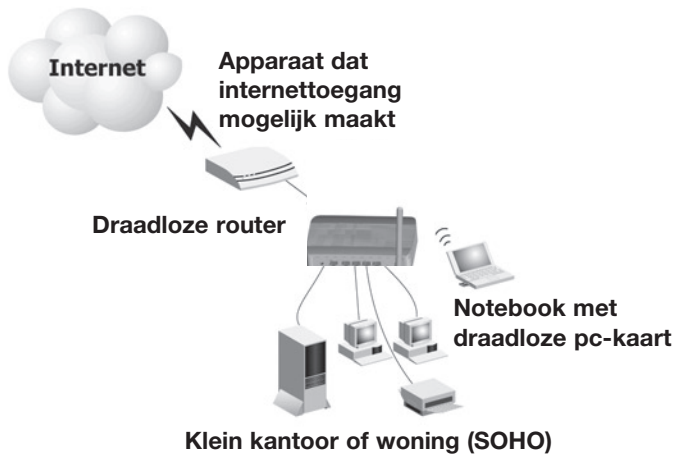 Internet
Apparaat dat
internettoegang
mogelijk maakt
Draadloze router
Notebook met
draadloze pc-kaart
Klein kantoor of woning (SOHO)